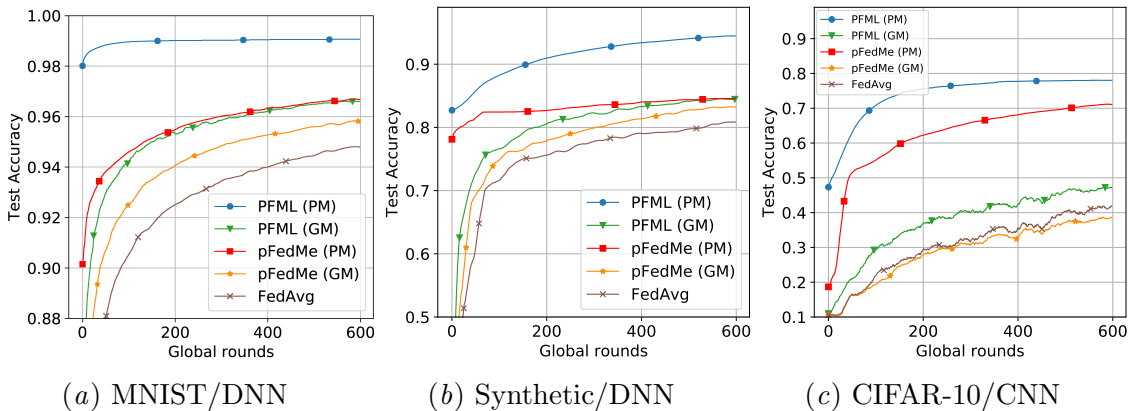 1.00
0.98
0.96
0.94
0.92
0.90
0.88
Test Accuracy
0
200
400
600
Global rounds
PFML (PM)
PFML (GM)
pFedMe (PM)
pFedMe (GM)
FedAvg
(a) MNIST/DNN
0.9
0.8
0.7
0.6
0.5
Test Accuracy
0
200
400
600
Global rounds
PFML (PM)
PFML (GM)
pFedMe (PM)
pFedMe (GM)
FedAvg
(b) Synthetic/DNN
0.9
0.8
0.7
0.6
0.5
0.4
0.3
0.2
0.1
Test Accuracy
0
200
400
600
Global rounds
PFML (PM)
PFML (GM)
pFedMe (PM)
pFedMe (GM)
FedAvg
(c) CIFAR-10/CNN